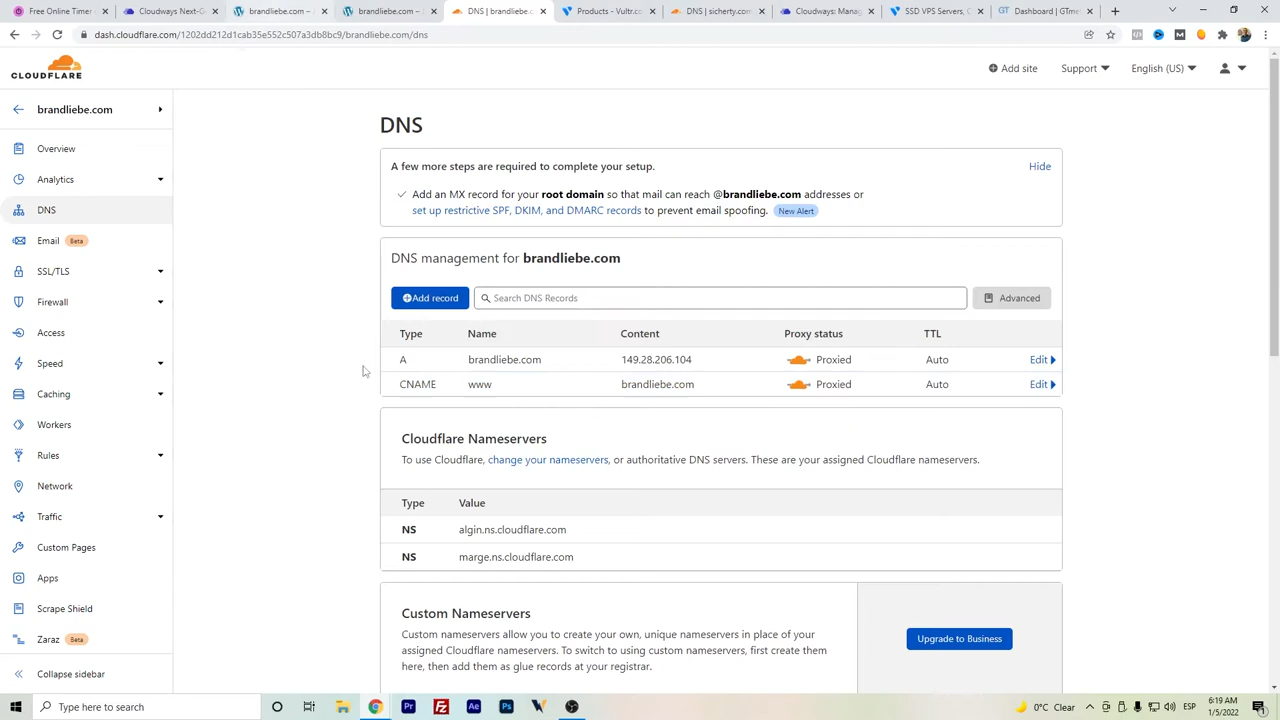 Free Online Timer
Cloudways Next-G
brandliebe.com –
brandliebe.com –
DNS | brandliebe.c
Products - Vultr.co
DNS | sicherty.com
Cloudways: Manag
SSD VPS Servers, C
Dashboard | GTme
dash.cloudflare.com/1202dd212d1cab35e552c507a3db8bc9/brandliebe.com/dns
CLOUDFLARE
Add site
Support
English (US)
brandliebe.com
Overview
Analytics
DNS
Email Beta
SSL/TLS
Firewall
Access
Speed
Caching
Workers
Rules
Network
Traffic
Custom Pages
Apps
Scrape Shield
Zaraz Beta
Collapse sidebar
DNS
A few more steps are required to complete your setup.
Hide
Add an MX record for your root domain so that mail can reach @brandliebe.com addresses or
set up restrictive SPF, DKIM, and DMARC records to prevent email spoofing. New Alert
DNS management for brandliebe.com
Add record
Search DNS Records
Advanced
Type Name Content Proxy status TTL
A brandliebe.com 149.28.206.104 Proxied Auto Edit
CNAME www brandliebe.com Proxied Auto Edit
Cloudflare Nameservers
To use Cloudflare, change your nameservers, or authoritative DNS servers. These are your assigned Cloudflare nameservers.
Type Value
NS algin.ns.cloudflare.com
NS marge.ns.cloudflare.com
Custom Nameservers
Custom nameservers allow you to create your own, unique nameservers in place of your
assigned Cloudflare nameservers. To switch to using custom nameservers, first create them
here, then add them as glue records at your registrar.
Upgrade to Business
Type here to search
0°C Clear
ESP
6:19 AM
1/5/2022